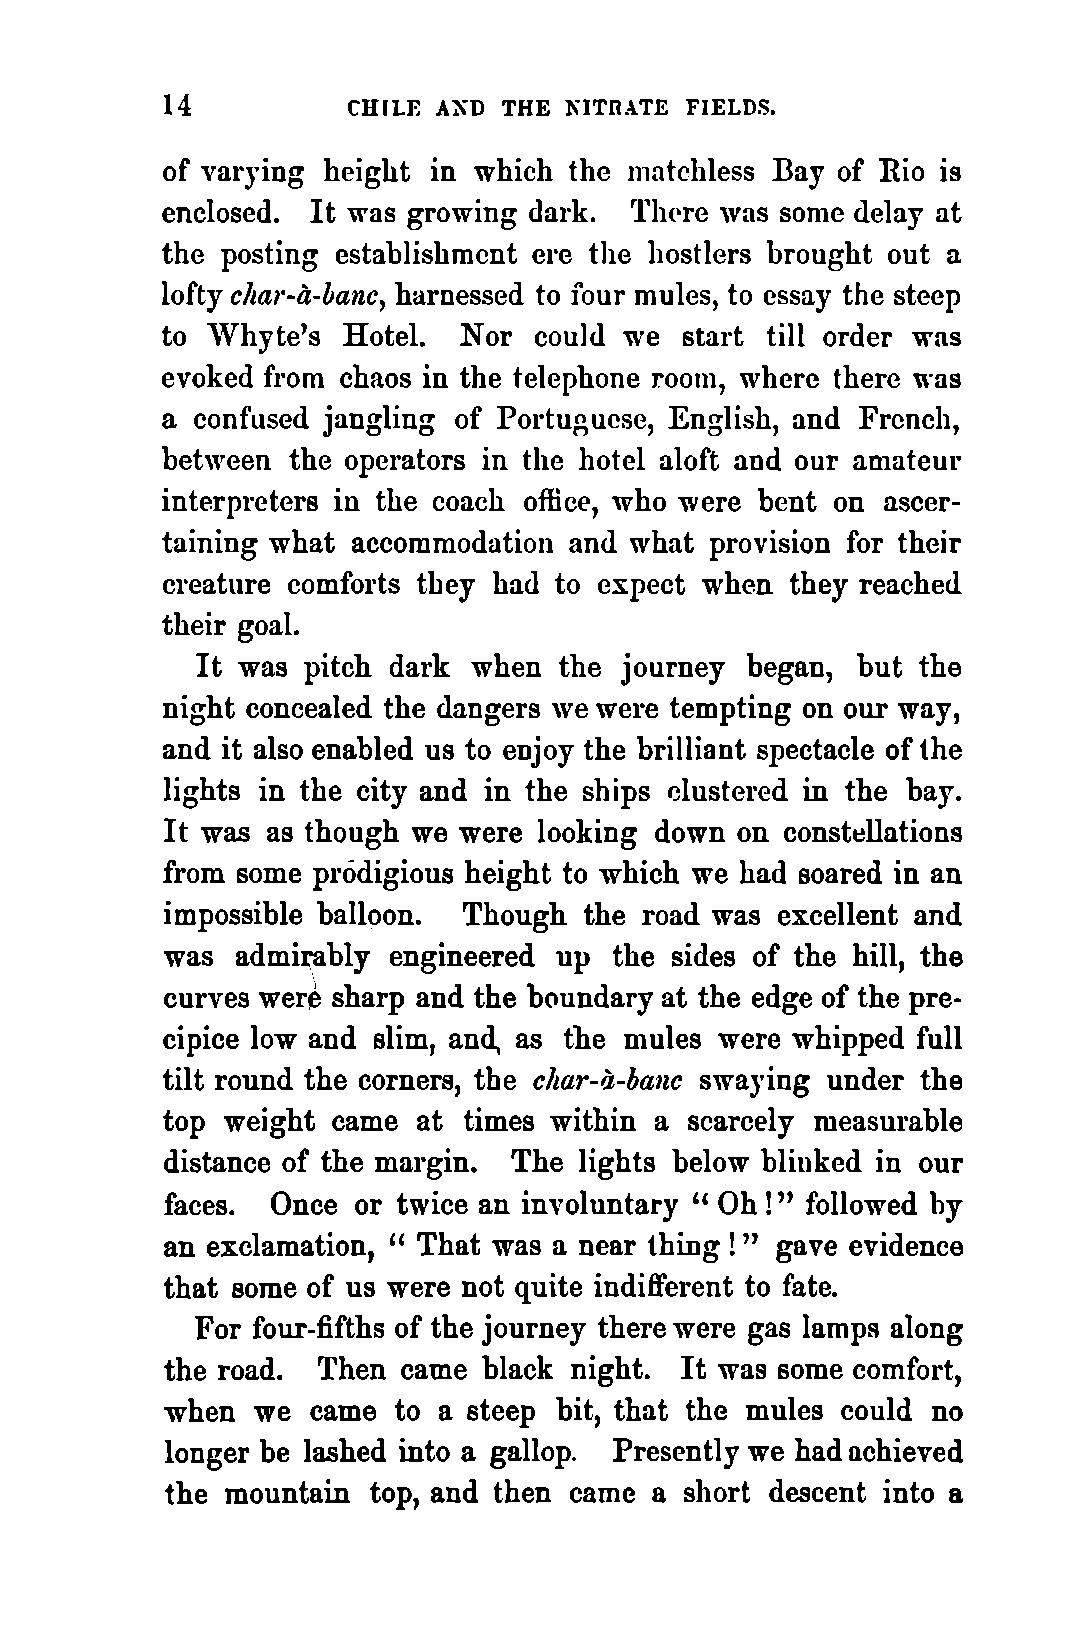 14 CHILE AND THE NITRATE FIELDS.
of varying height in which the matchless Bay of Rio is
enclosed. It was growing dark. There was some delay at
the posting establishment ere the hostlers brought out a
lofty char-à-banc, harnessed to four mules, to essay the steep
to Whyte's Hotel. Nor could we start till order was
evoked from chaos in the telephone room, where there was
a confused jangling of Portuguese, English, and French,
between the operators in the hotel aloft and our amateur
interpreters in the coach office, who were bent on ascer-
taining what accommodation and what provision for their
creature comforts they had to expect when they reached
their goal.
It was pitch dark when the journey began, but the
night concealed the dangers we were tempting on our way,
and it also enabled us to enjoy the brilliant spectacle of the
lights in the city and in the ships clustered in the bay.
It was as though we were looking down on constellations
from some prodigious height to which we had soared in an
impossible balloon. Though the road was excellent and
was admirably engineered up the sides of the hill, the
curves were sharp and the boundary at the edge of the pre-
cipice low and slim, and, as the mules were whipped full
tilt round the corners, the char-à-banc swaying under the
top weight came at times within a scarcely measurable
distance of the margin. The lights below blinked in our
faces. Once or twice an involuntary "Oh!" followed by
an exclamation, "That was a near thing!" gave evidence
that some of us were not quite indifferent to fate.
For four-fifths of the journey there were gas lamps along
the road. Then came black night. It was some comfort,
when we came to a steep bit, that the mules could no
longer be lashed into a gallop. Presently we had achieved
the mountain top, and then came a short descent into a